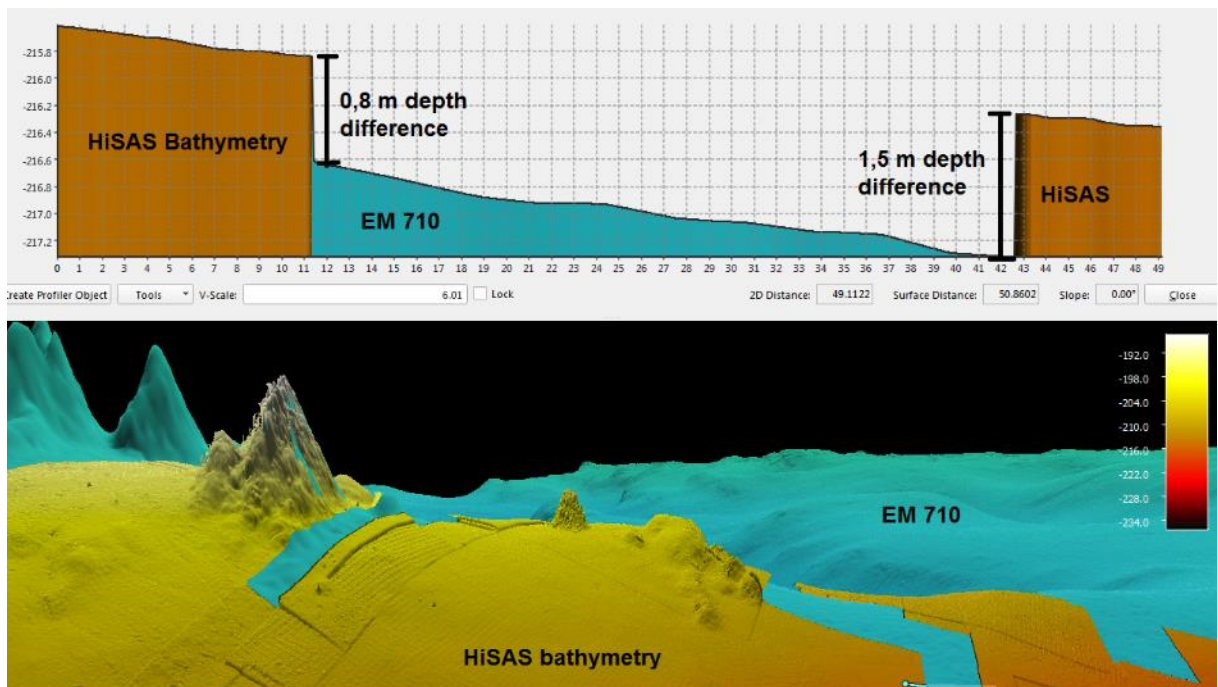 -215.8
-216.0
-216.2
-216.4
-216.6
-216.8
-217.0
-217.2
HiSAS Bathymetry
0,8 m depth
difference
EM 710
1,5 m depth
difference
HiSAS
0 1 2 3 4 5 6 7 8 9 10 11 12 13 14 15 16 17 18 19 20 21 22 23 24 25 26 27 28 29 30 31 32 33 34 35 36 37 38 39 40 41 42 43 44 45 46 47 48 49
Create Profiler Object Tools V-Scale: 6.01 Lock 2D Distance: 49.1122 Surface Distance: 50.8602 Slope: 0.00° Close
-192.0
-198.0
-204.0
-210.0
-216.0
-222.0
-228.0
-234.0
EM 710
HiSAS bathymetry